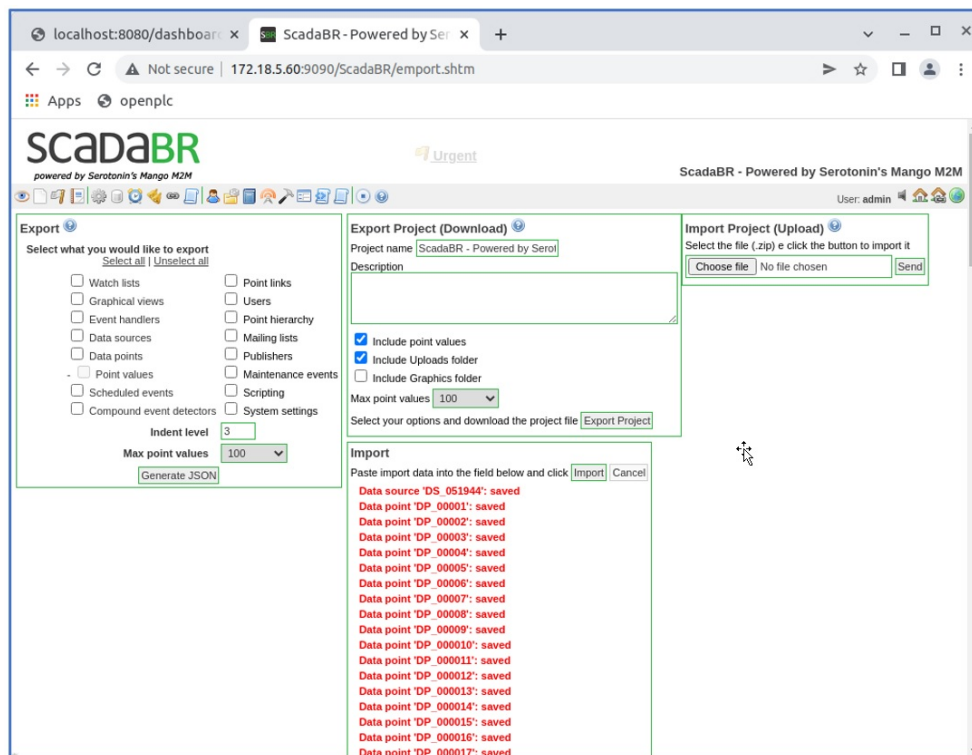 localhost:8080/dashboar
ScadaBR - Powered by Ser
Not secure
172.18.5.60:9090/ScadaBR/emport.shtm
Apps
openplc
SCADABR
powered by Serotonin's Mango M2M
Urgent
ScadaBR - Powered by Serotonin's Mango M2M
User: admin
Export
Select what you would like to export
Select all | Unselect all
Watch lists
Point links
Graphical views
Users
Event handlers
Point hierarchy
Data sources
Mailing lists
Data points
Publishers
- Point values
Maintenance events
Scheduled events
Scripting
Compound event detectors
System settings
Indent level 3
Max point values 100
Generate JSON
Export Project (Download)
Project name ScadaBR - Powered by Serot
Description
Include point values
Include Uploads folder
Include Graphics folder
Max point values 100
Select your options and download the project file Export Project
Import Project (Upload)
Select the file (.zip) e click the button to import it
Choose file No file chosen Send
Import
Paste import data into the field below and click Import Cancel
Data source 'DS_051944': saved
Data point 'DP_00001': saved
Data point 'DP_00002': saved
Data point 'DP_00003': saved
Data point 'DP_00004': saved
Data point 'DP_00005': saved
Data point 'DP_00006': saved
Data point 'DP_00007': saved
Data point 'DP_00008': saved
Data point 'DP_00009': saved
Data point 'DP_000010': saved
Data point 'DP_000011': saved
Data point 'DP_000012': saved
Data point 'DP_000013': saved
Data point 'DP_000014': saved
Data point 'DP_000015': saved
Data point 'DP_000016': saved
Data point 'DP_000017': saved